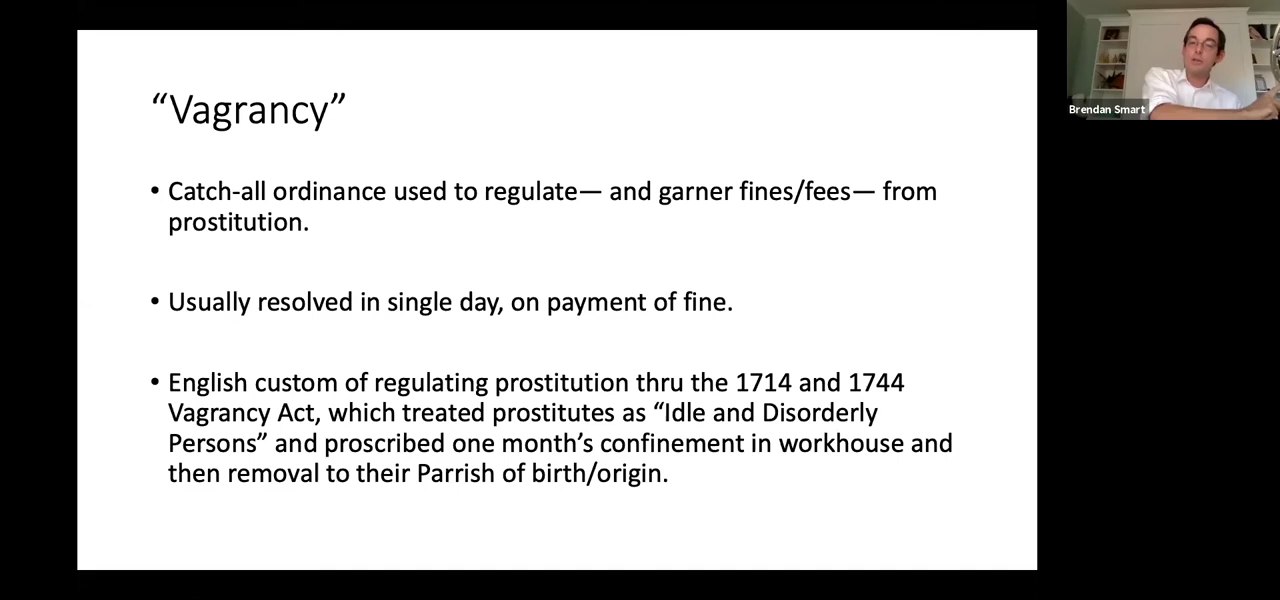 “Vagrancy”
• Catch-all ordinance used to regulate— and garner fines/fees— from
prostitution.
• Usually resolved in single day, on payment of fine.
• English custom of regulating prostitution thru the 1714 and 1744
Vagrancy Act, which treated prostitutes as “Idle and Disorderly
Persons” and proscribed one month’s confinement in workhouse and
then removal to their Parrish of birth/origin.
Brendan Smart